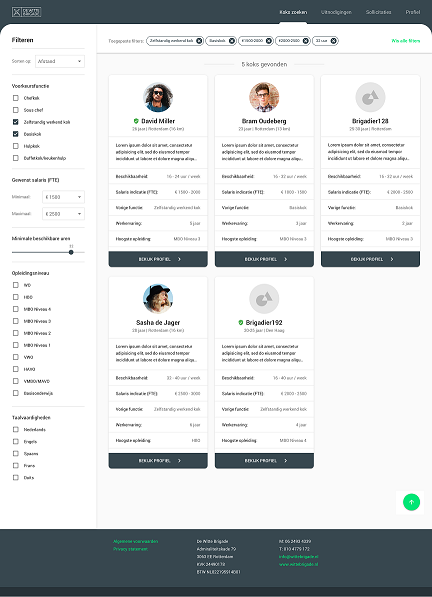 DE WITTE
BRIGADE
Koks zoeken
Uitnodigingen
Sollicitaties
Profiel
Filteren
Sorteer op:
Afstand
Voorkeursfunctie
Chefkok
Sous chef
Zelfstandig werkend kok
Basiskok
Hulpkok
Buffetkok/keukenhulp
Gewenst salaris (FTE)
Minimaal:
€ 1500
Maximaal:
€ 2500
Minimale beschikbare uren
Opleidingsniveau
WO
HBO
MBO Niveau 4
MBO Niveau 3
MBO Niveau 2
MBO Niveau 1
VWO
HAVO
VMBO/MAVO
Basisonderwijs
Taalvaardigheden
Nederlands
Engels
Spaans
Frans
Duits
Toegepaste filters:
Zelfstandig werkend kok
Basiskok
€1500-2000
€2000-2500
33 uur
Wis alle filters
5 koks gevonden
David Miller
26 jaar | Rotterdam (16 km)
Lorem ipsum dolor sit amet, consectetur
adipisicing elit, sed do eiusmod tempor
incididunt ut labore et dolore magna aliqu...
Beschikbaarheid:
16 - 24 uur / week
Salaris indicatie (FTE):
€ 1500 - 2000
Vorige functie:
Zelfstandig werkend kok
Werkervaring:
3 jaar
Hoogste opleiding:
MBO Niveau 3
BEKIJK PROFIEL
Bram Oudeberg
23 jaar | Rotterdam (13 km)
Lorem ipsum dolor sit amet, consectetur
adipisicing elit, sed do eiusmod tempor
incididunt ut labore et dolore magna aliqu...
Beschikbaarheid:
16 - 32 uur / week
Salaris indicatie (FTE):
€ 1000 - 1500
Vorige functie:
Basiskok
Werkervaring:
2 jaar
Hoogste opleiding:
MBO Niveau 3
BEKIJK PROFIEL
Brigadier128
20-30 jaar | Rotterdam
Lorem ipsum dolor sit amet, consectetur
adipisicing elit, sed do eiusmod tempor
incididunt ut labore et dolore magna aliqu...
Beschikbaarheid:
16 - 32 uur / week
Salaris indicatie (FTE):
€ 2000 - 2500
Vorige functie:
Basiskok
Werkervaring:
2 jaar
Hoogste opleiding:
MBO Niveau 3
BEKIJK PROFIEL
Sasha de Jager
28 jaar | Rotterdam (16 km)
Lorem ipsum dolor sit amet, consectetur
adipisicing elit, sed do eiusmod tempor
incididunt ut labore et dolore magna aliqu...
Beschikbaarheid:
32 - 40 uur / week
Salaris indicatie (FTE):
€ 2500 - 3000
Vorige functie:
Zelfstandig werkend kok
Werkervaring:
6 jaar
Hoogste opleiding:
HBO
BEKIJK PROFIEL
Brigadier192
Den Haag
Lorem ipsum dolor sit amet, consectetur
adipisicing elit, sed do eiusmod tempor
incididunt ut labore et dolore magna aliqu...
Beschikbaarheid:
16 - 40 uur / week
Salaris indicatie (FTE):
€ 2000 - 2500
Vorige functie:
Zelfstandig werkend kok
Werkervaring:
4 jaar
Hoogste opleiding:
MBO Niveau 4
BEKIJK PROFIEL
Algemene voorwaarden
Privacy statement
De Witte Brigade
Admiraliteitskade 79
3063 EE Rotterdam
KVK 24490178
BTW NL822195914B01
M: 06 2493 4039
T: 010 4779 172
info@wittebrigade.nl
www.wittebrigade.nl